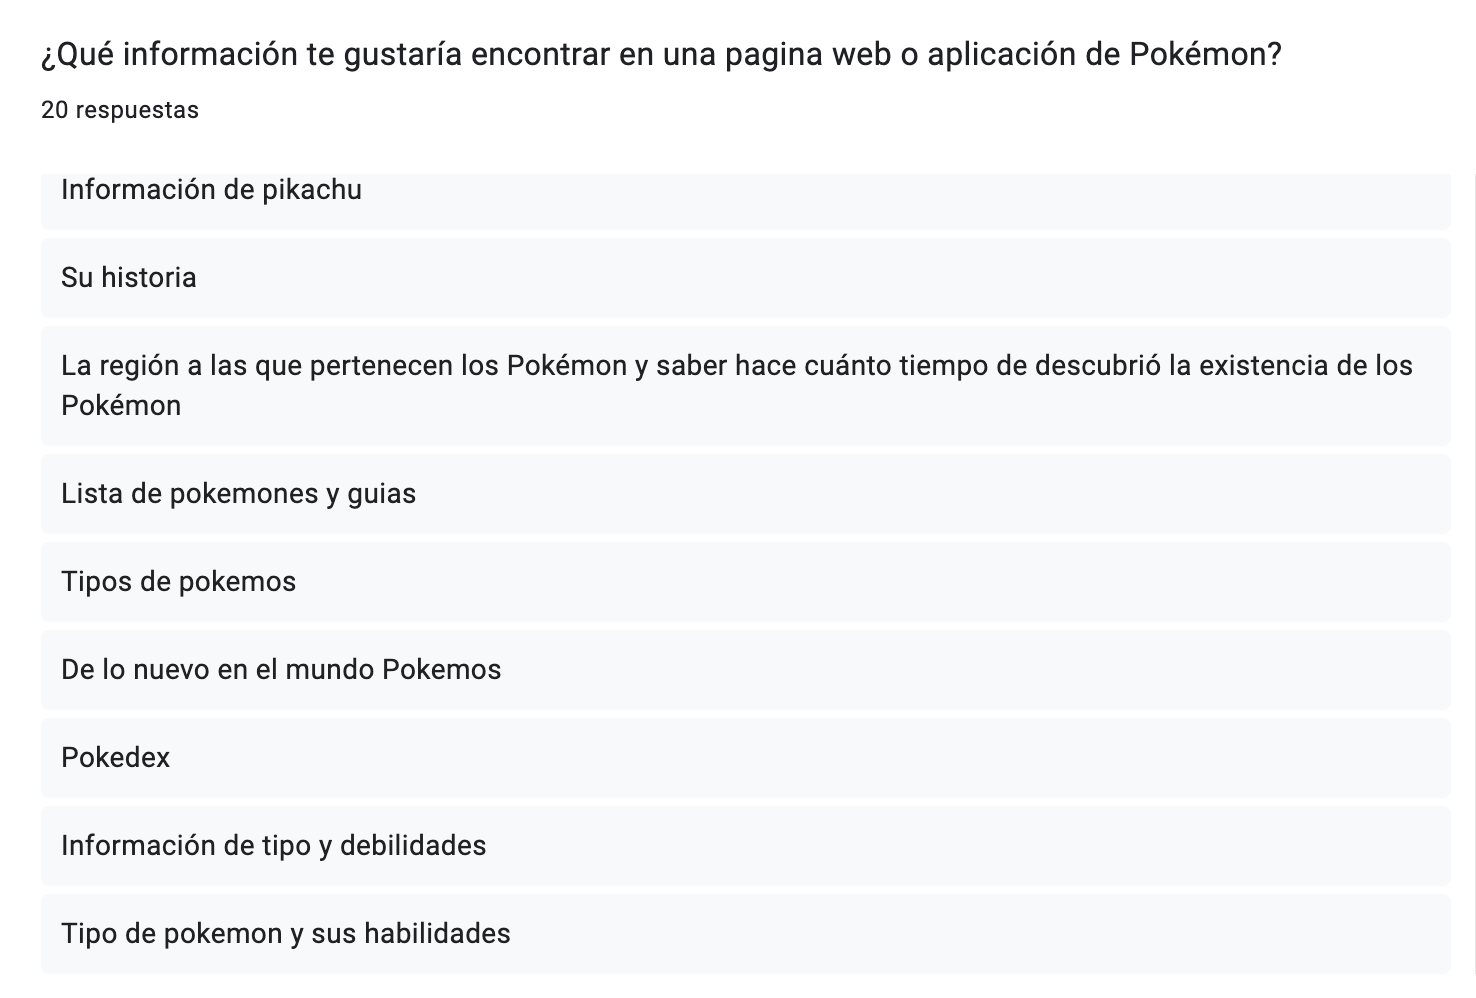 ¿Qué información te gustaría encontrar en una pagina web o aplicación de Pokémon?
20 respuestas
Información de pikachu
Su historia
La región a las que pertenecen los Pokémon y saber hace cuánto tiempo de descubrió la existencia de los
Pokémon
Lista de pokemones y guias
Tipos de pokemos
De lo nuevo en el mundo Pokemos
Pokedex
Información de tipo y debilidades
Tipo de pokemon y sus habilidades